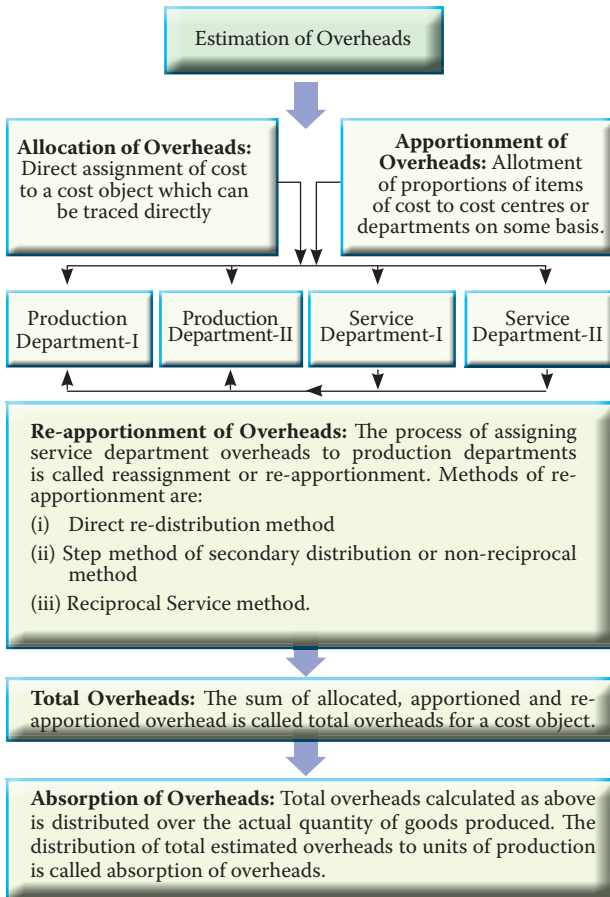 Estimation of Overheads
Allocation of Overheads:
Direct assignment of cost
to a cost object which can
be traced directly
Apportionment of
Overheads: Allotment
of proportions of items
of cost to cost centres or
departments on some basis.
Production
Department-I
Production
Department-II
Service
Department-I
Service
Department-II
Re-apportionment of Overheads: The process of assigning
service department overheads to production departments
is called reassignment or re-apportionment. Methods of re-
apportionment are:
(i) Direct re-distribution method
(ii) Step method of secondary distribution or non-reciprocal
method
(iii) Reciprocal Service method.
Total Overheads: The sum of allocated, apportioned and re-
apportioned overhead is called total overheads for a cost object.
Absorption of Overheads: Total overheads calculated as above
is distributed over the actual quantity of goods produced. The
distribution of total estimated overheads to units of production
is called absorption of overheads.